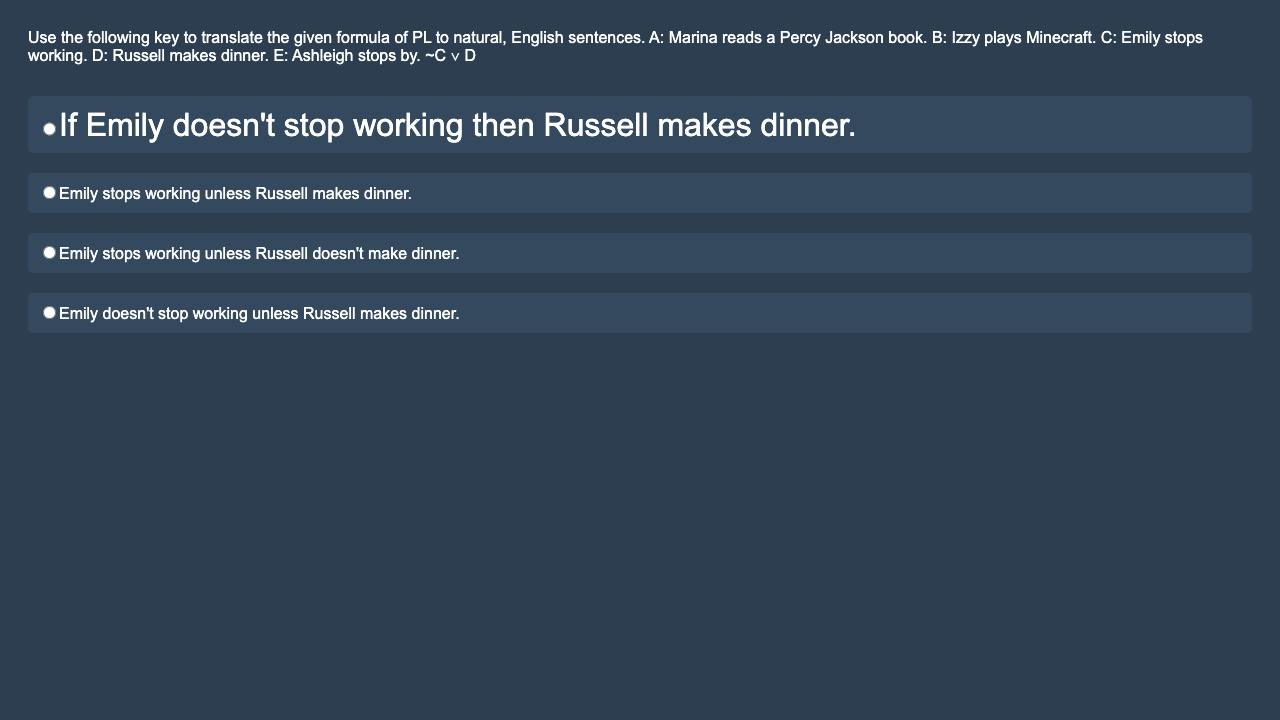 Use the following key to translate the given formula of PL to natural, English sentences. A: Marina reads a Percy Jackson book. B: Izzy plays Minecraft. C: Emily stops
working. D: Russell makes dinner. E: Ashleigh stops by. ~C ∨ D
If Emily doesn't stop working then Russell makes dinner.
Emily stops working unless Russell makes dinner.
Emily stops working unless Russell doesn't make dinner.
Emily doesn't stop working unless Russell makes dinner.